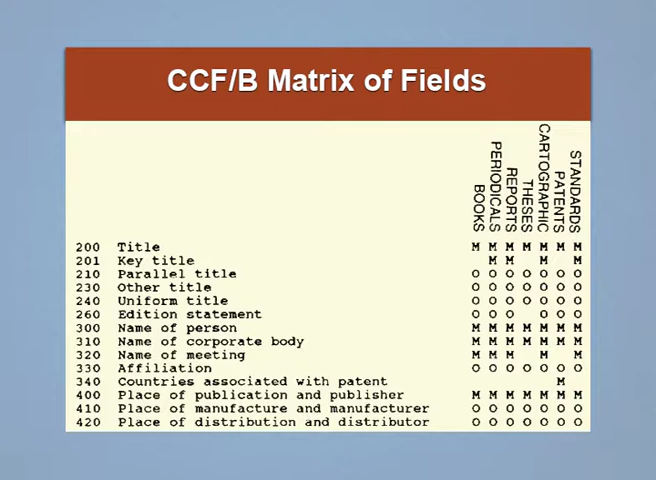 CCF/B Matrix of Fields
BOOKS PERIODICALS REPORTS THESES CARTOGRAPHIC PATENTS STANDARDS
200 Title M M M M M M M
201 Key title M M M M
210 Parallel title O O O O O O O
230 Other title O O O O O O O
240 Uniform title O O O O O O O
260 Edition statement O O O O O O
300 Name of person M M M M M M M
310 Name of corporate body M M M M M M M
320 Name of meeting M M M M M
330 Affiliation O O O O O O O
340 Countries associated with patent M
400 Place of publication and publisher M M M M M M M
410 Place of manufacture and manufacturer O O O O O O O
420 Place of distribution and distributor O O O O O O O